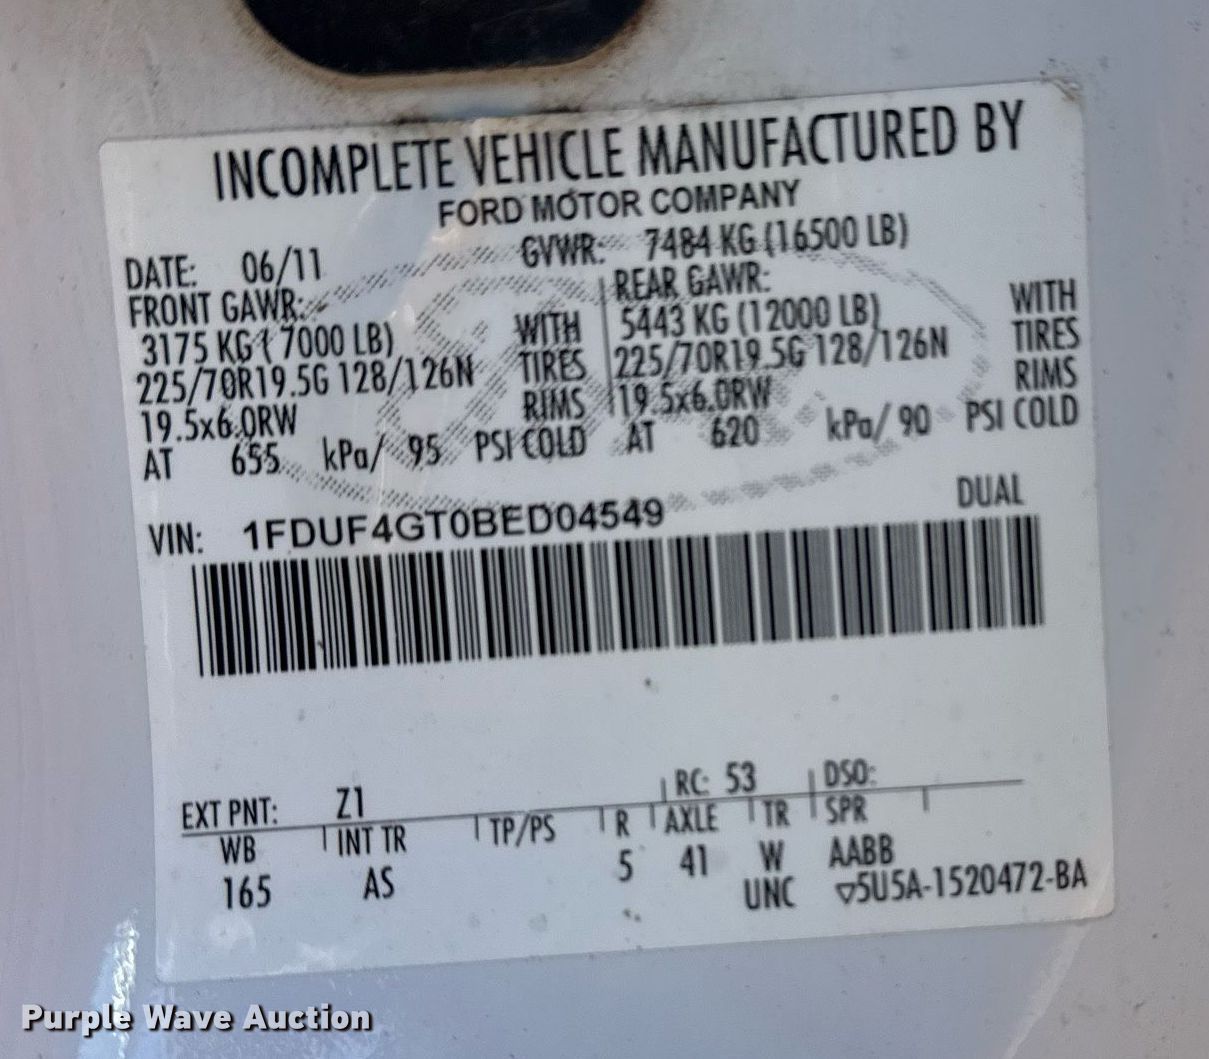 INCOMPLETE VEHICLE MANUFACTURED BY
FORD MOTOR COMPANY
DATE: 06/11 GVWR: 7484 KG (16500 LB)
FRONT GAWR: REAR GAWR:
3175 KG ( 7000 LB) WITH 5443 KG (12000 LB) WITH
225/70R19.5G 128/126N TIRES 225/70R19.5G 128/126N TIRES
19.5x6.0RW RIMS 19.5x6.0RW RIMS
AT 655 kPa/ 95 PSI COLD AT 620 kPa/ 90 PSI COLD
VIN: 1FDUF4GT0BED04549 DUAL
EXT PNT: Z1 RC: 53 DSO:
WB INT TR TP/PS R AXLE TR SPR
165 AS 5 41 W AABB
UNC ▽5U5A-1520472-BA
Purple Wave Auction